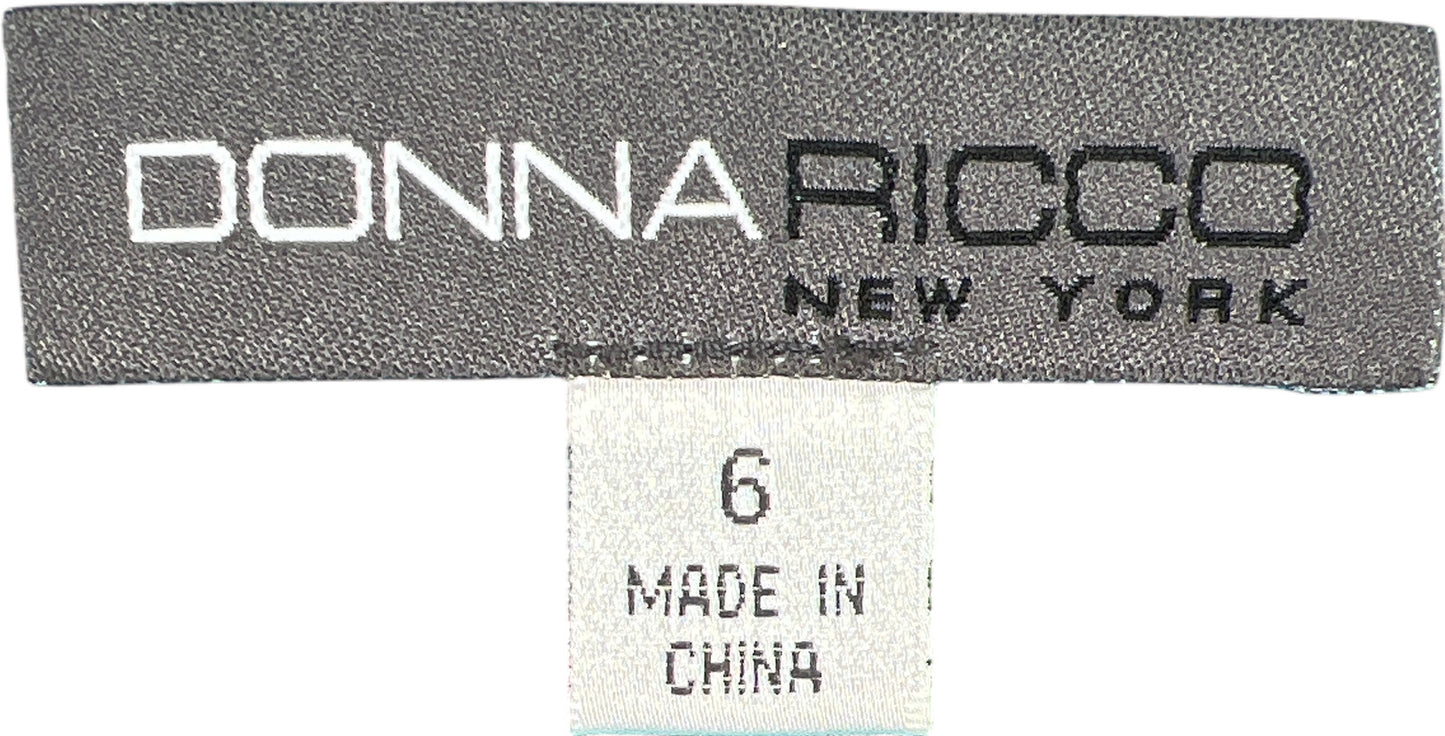 DONNARICCO
NEW YORK
6
MADE IN
CHINA